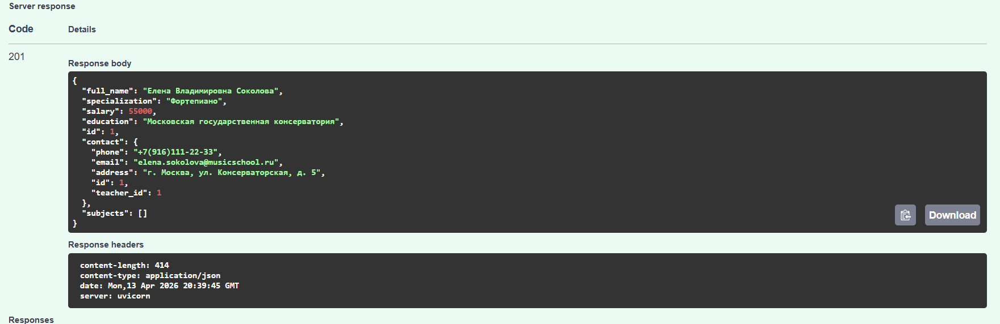 Server response
Code Details
201
Response body
{
  "full_name": "Елена Владимировна Соколова",
  "specialization": "Фортепиано",
  "salary": 55000,
  "education": "Московская государственная консерватория",
  "id": 1,
  "contact": {
    "phone": "+7(916)111-22-33",
    "email": "elena.sokolova@musicschool.ru",
    "address": "г. Москва, ул. Консерваторская, д. 5",
    "id": 1,
    "teacher_id": 1
  },
  "subjects": []
}
Download
Response headers
content-length: 414
content-type: application/json
date: Mon,13 Apr 2026 20:39:45 GMT
server: uvicorn
Responses